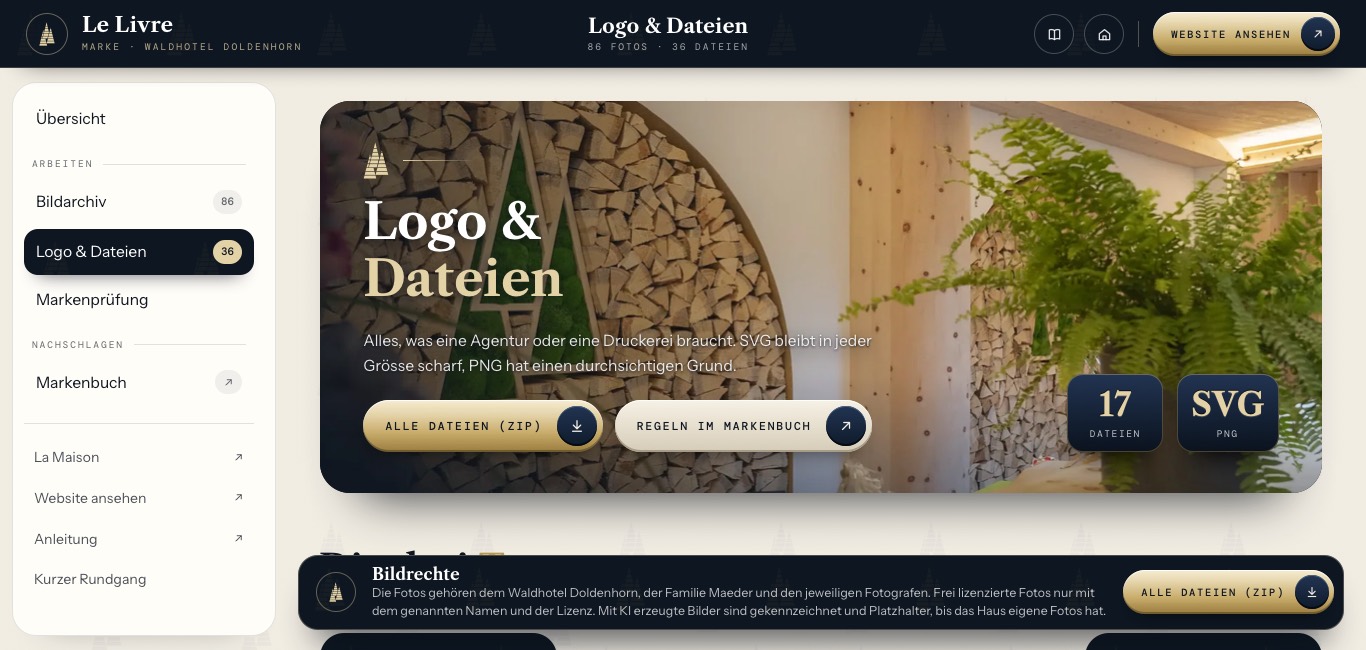 Le Livre
MARKE · WALDHOTEL DOLDENHORN
Logo & Dateien
86 FOTOS · 36 DATEIEN
WEBSITE ANSEHEN
Übersicht
ARBEITEN
Bildarchiv 86
Logo & Dateien 36
Markenprüfung
NACHSCHLAGEN
Markenbuch
La Maison
Website ansehen
Anleitung
Kurzer Rundgang
Logo &
Dateien
Alles, was eine Agentur oder eine Druckerei braucht. SVG bleibt in jeder
Grösse scharf, PNG hat einen durchsichtigen Grund.
ALLE DATEIEN (ZIP)
REGELN IM MARKENBUCH
17
DATEIEN
SVG
PNG
Bildrechte
Die Fotos gehören dem Waldhotel Doldenhorn, der Familie Maeder und den jeweiligen Fotografen. Frei lizenzierte Fotos nur mit
dem genannten Namen und der Lizenz. Mit KI erzeugte Bilder sind gekennzeichnet und Platzhalter, bis das Haus eigene Fotos hat.
ALLE DATEIEN (ZIP)